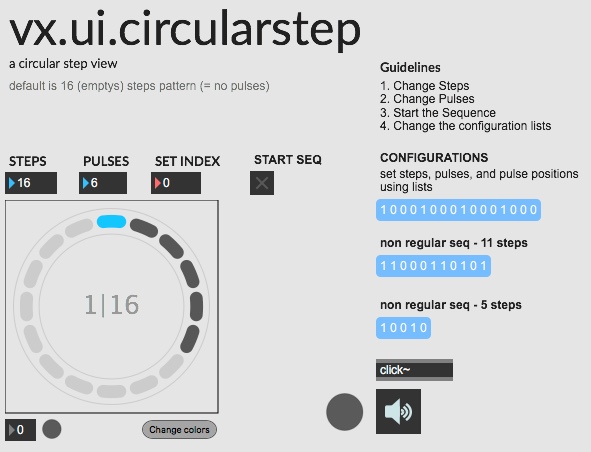 vx.ui.circularstep
a circular step view
default is 16 (emptys) steps pattern (= no pulses)
Guidelines
1. Change Steps
2. Change Pulses
3. Start the Sequence
4. Change the configuration lists
STEPS PULSES SET INDEX START SEQ
16 6 0
CONFIGURATIONS
set steps, pulses, and pulse positions
using lists
1 0 0 0 1 0 0 0 1 0 0 0 1 0 0 0
non regular seq - 11 steps
1 1 0 0 0 1 1 0 1 0 1
non regular seq - 5 steps
1 0 0 1 0
1|16
click~
0
Change colors